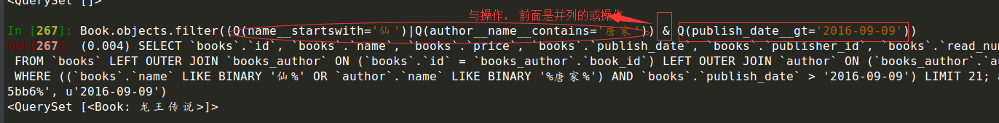 <QuerySet []>
与操作， 前面是并列的或操作
In [267]: Book.objects.filter((Q(name__startswith='仙')|Q(author__name__contains='唐家')) & Q(publish_date__gt='2016-09-09'))
Out[267]: (0.004) SELECT `books`.`id`, `books`.`name`, `books`.`price`, `books`.`publish_date`, `books`.`publisher_id`, `books`.`read_nu
FROM `books` LEFT OUTER JOIN `books_author` ON (`books`.`id` = `books_author`.`book_id`) LEFT OUTER JOIN `author` ON (`books_author`.`au
WHERE ((`books`.`name` LIKE BINARY '仙%' OR `author`.`name` LIKE BINARY '%唐家%') AND `books`.`publish_date` > '2016-09-09') LIMIT 21; a
5bb6%', u'2016-09-09')
<QuerySet [<Book: 龙王传说>]>